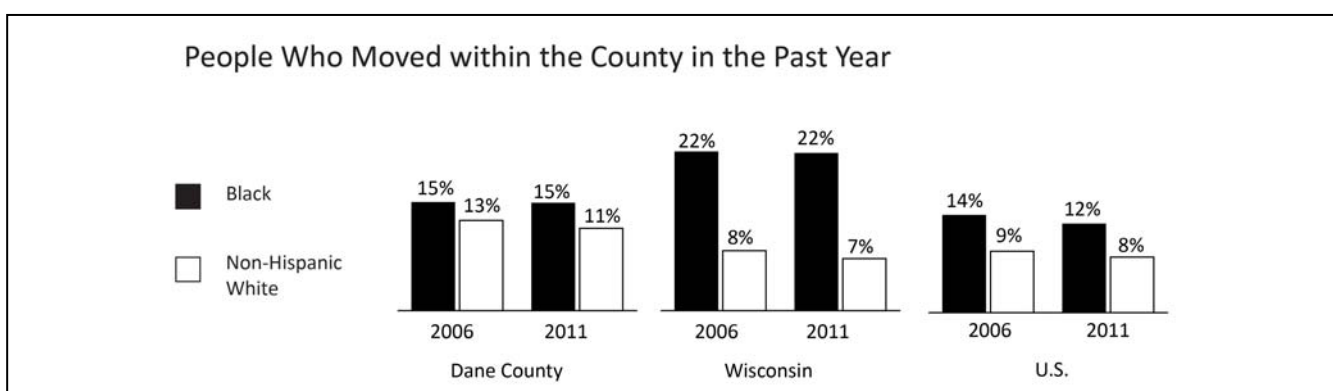 People Who Moved within the County in the Past Year
Black
Non-Hispanic
White
15%
13%
15%
11%
2006
2011
Dane County
22%
8%
22%
7%
2006
2011
Wisconsin
14%
9%
12%
8%
2006
2011
U.S.